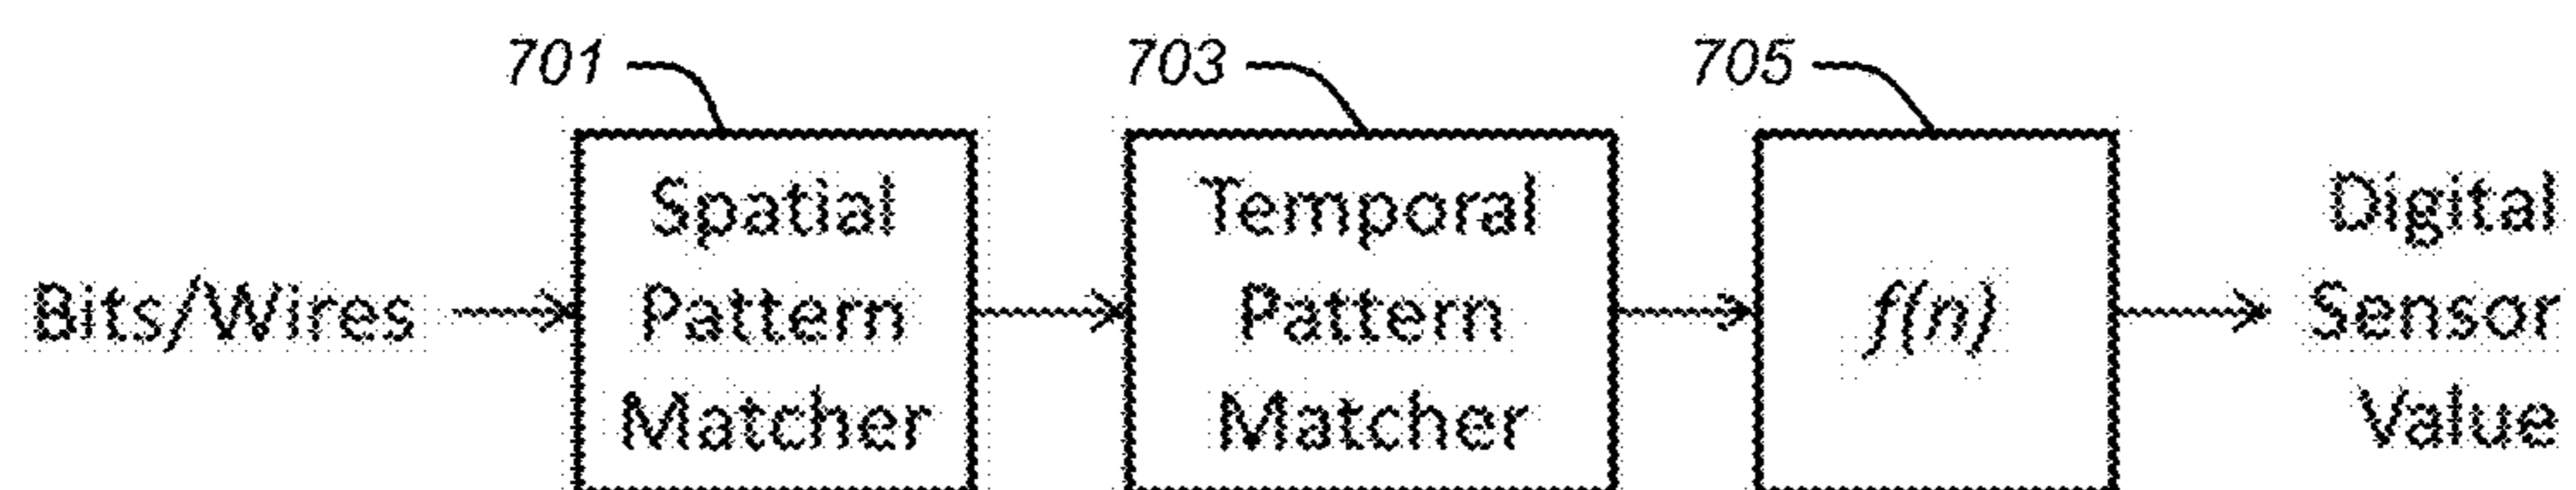 701
703
705
Bits/Wires
Spatial
Pattern
Matcher
Temporal
Pattern
Matcher
f(n)
Digital
Sensor
Value